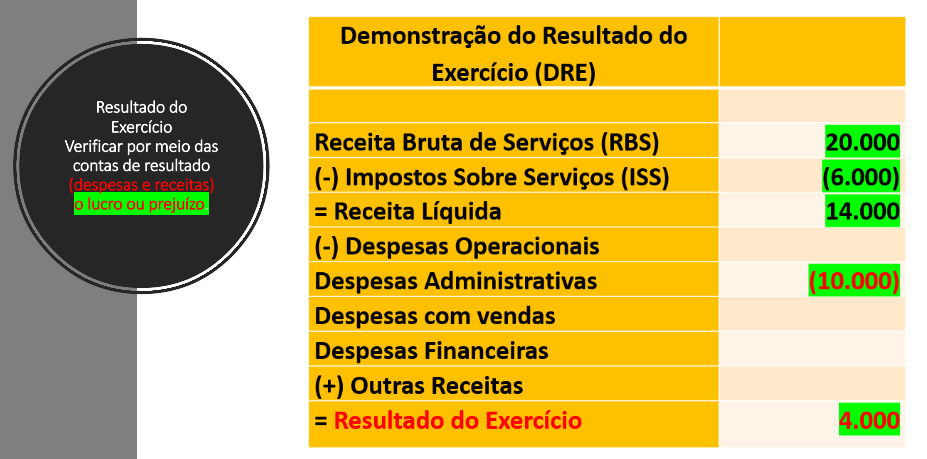 Resultado do
Exercício
Verificar por meio das
contas de resultado
(despesas e receitas)
o lucro ou prejuízo.
Demonstração do Resultado do
Exercício (DRE)
Receita Bruta de Serviços (RBS) 20.000
(-) Impostos Sobre Serviços (ISS) (6.000)
= Receita Líquida 14.000
(-) Despesas Operacionais
Despesas Administrativas (10.000)
Despesas com vendas
Despesas Financeiras
(+) Outras Receitas
= Resultado do Exercício 4.000